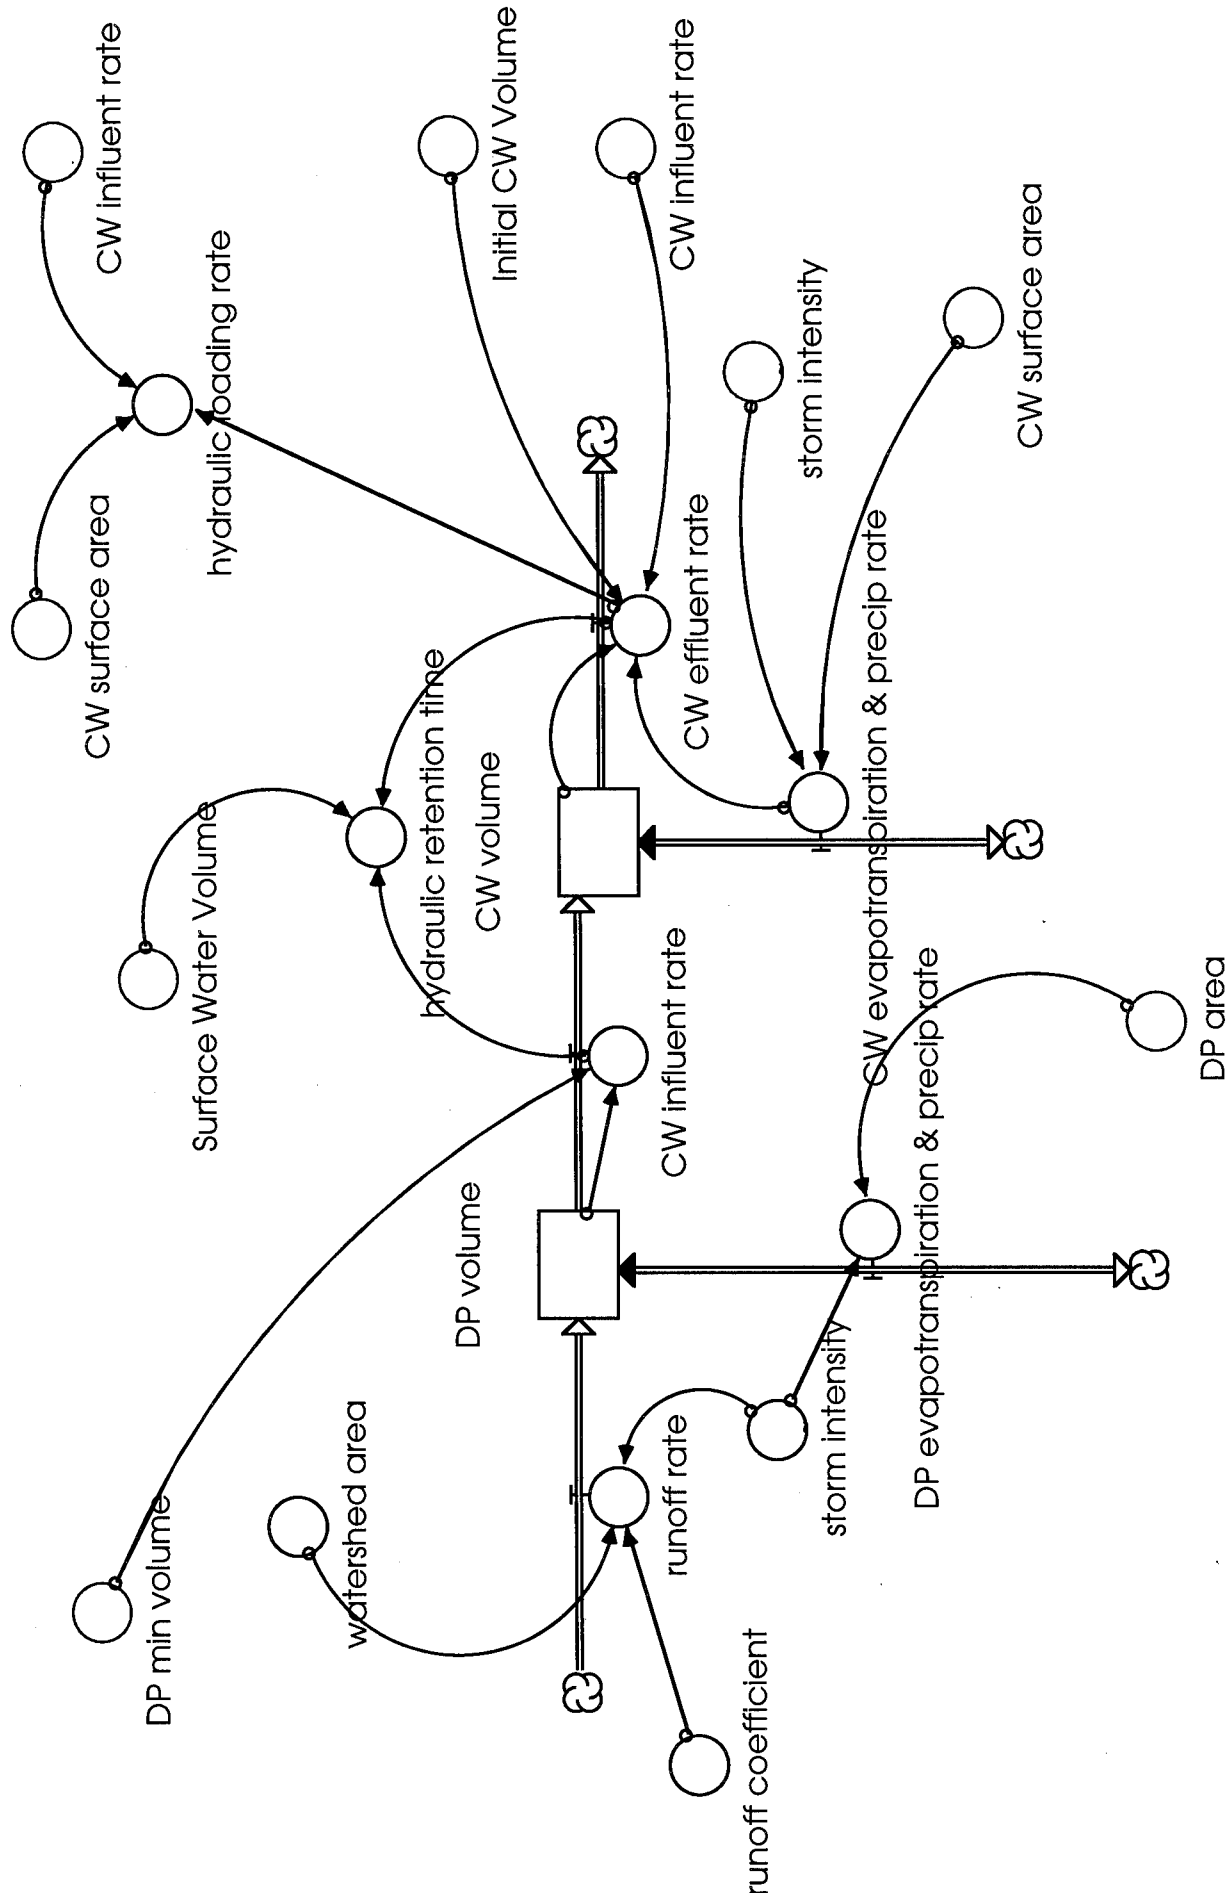 DP min volume
watershed area
runoff coefficient
runoff rate
storm intensity
DP volume
DP evapotranspiration & precip rate
DP area
Surface Water Volume
hydraulic retention time
CW volume
CW influent rate
CW evapotranspiration & precip rate
CW effluent rate
CW surface area
hydraulic loading rate
CW influent rate
Initial CW Volume
CW influent rate
storm intensity
CW surface area